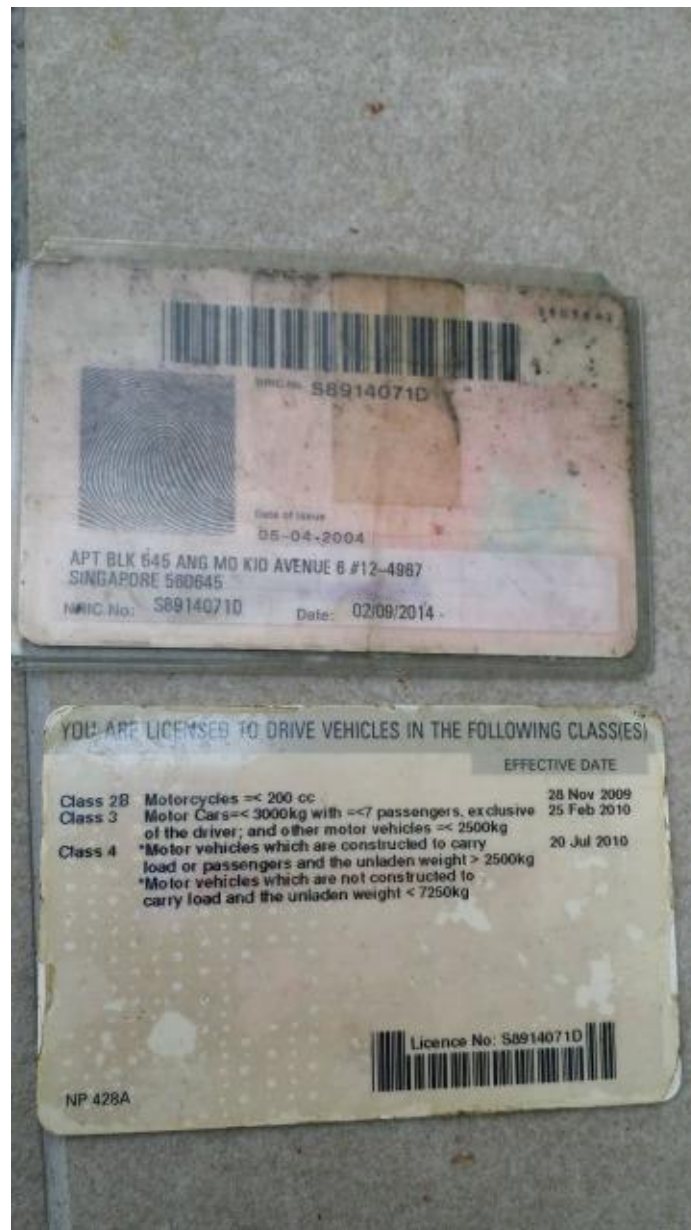 NRIC No. S8914071D
Date of issue
05-04-2004
APT BLK 645 ANG MO KIO AVENUE 6 #12-4987
SINGAPORE 560645
NRIC No: S8914071D Date: 02/09/2014
YOU ARE LICENSED TO DRIVE VEHICLES IN THE FOLLOWING CLASS(ES)
EFFECTIVE DATE
Class 2B Motorcycles =< 200 cc 28 Nov 2009
Class 3 Motor Cars=< 3000kg with =<7 passengers, exclusive 25 Feb 2010
of the driver; and other motor vehicles =< 2500kg
Class 4 *Motor vehicles which are constructed to carry 20 Jul 2010
load or passengers and the unladen weight > 2500kg
*Motor vehicles which are not constructed to
carry load and the unladen weight < 7250kg
Licence No: S8914071D
NP 428A